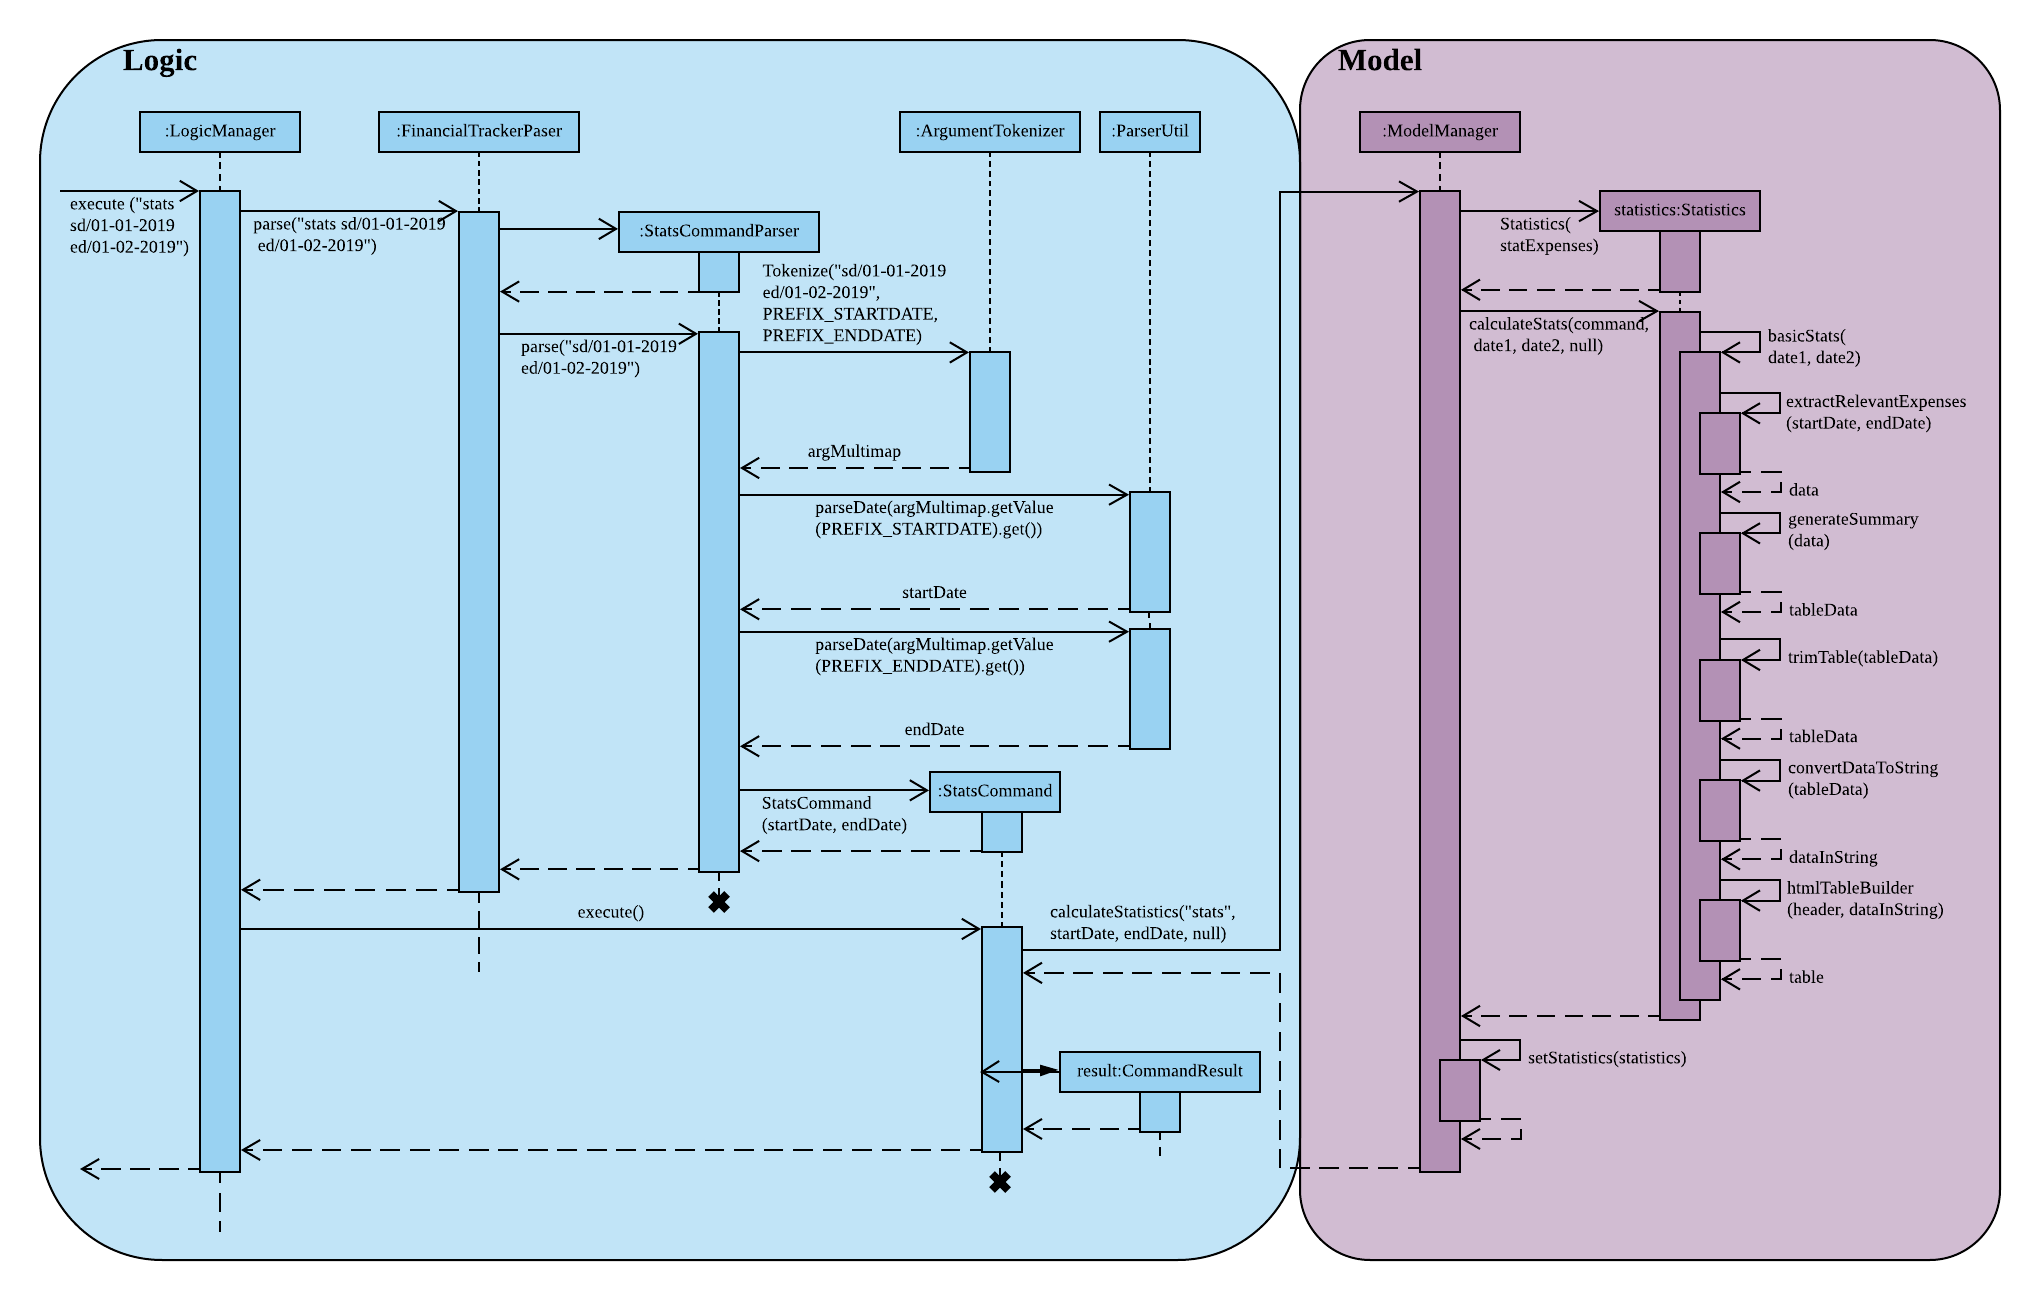 Logic
Model
:LogicManager
:FinancialTrackerPaser
:ArgumentTokenizer
:ParserUtil
:ModelManager
execute ("stats
sd/01-01-2019
ed/01-02-2019")
parse("stats sd/01-01-2019
ed/01-02-2019")
:StatsCommandParser
statistics:Statistics
Statistics(
statExpenses)
Tokenize("sd/01-01-2019
ed/01-02-2019",
PREFIX_STARTDATE,
PREFIX_ENDDATE)
parse("sd/01-01-2019
ed/01-02-2019")
calculateStats(command,
date1, date2, null)
basicStats(
date1, date2)
extractRelevantExpenses
(startDate, endDate)
argMultimap
data
parseDate(argMultimap.getValue
(PREFIX_STARTDATE).get())
generateSummary
(data)
startDate
tableData
parseDate(argMultimap.getValue
(PREFIX_ENDDATE).get())
trimTable(tableData)
endDate
tableData
StatsCommand
(startDate, endDate)
:StatsCommand
convertDataToString
(tableData)
dataInString
htmlTableBuilder
(header, dataInString)
execute()
calculateStatistics("stats",
startDate, endDate, null)
table
result:CommandResult
setStatistics(statistics)